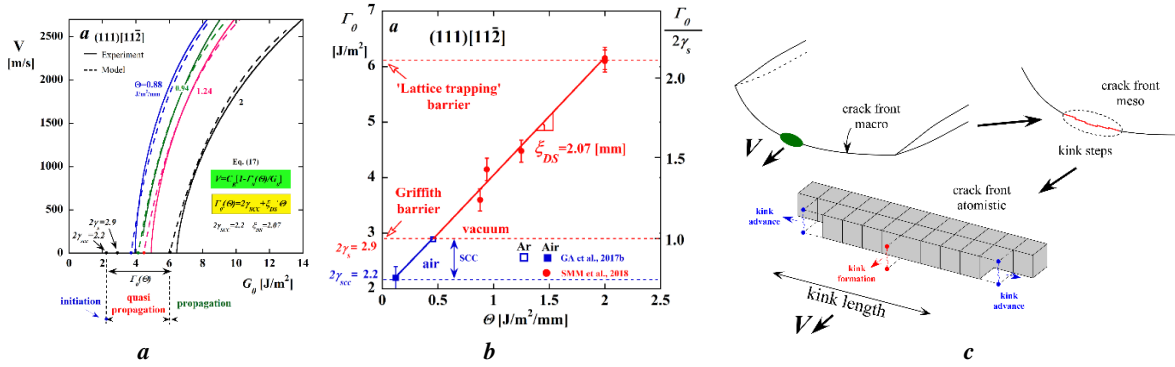 a (111)[112̄]
V
[m/s]
Experiment
Model
Θ=0.88
J/m²/mm
0.94
1.24
2
2500
2000
1500
1000
500
0
Eq. (17)
V=C_R[1-Γ₀(Θ)/G₀]
Γ₀(Θ)=2γ_SCC+ξ_DS·Θ
2γ_SCC=2.2 ξ_DS=2.07
2γ_s=2.9
2γ_SCC=2.2
0 2 4 6 8 10 12 14
Γ₀(Θ)
G₀ [J/m²]
initiation
quasi
propagation
propagation
a
Γ₀
[J/m²]
a (111)[112̄]
Γ₀
2γ_s
7
6
5
4
3
2
2γ_s = 2.9
2γ_SCC = 2.2
2.0
1.5
1.0
'Lattice trapping'
barrier
ξ_DS=2.07 [mm]
Griffith
barrier
vacuum
air
SCC
Ar Air
GA et al., 2017b
SMM et al., 2018
0 0.5 1 1.5 2 2.5
Θ [J/m²/mm]
b
crack front
macro
V
crack front
meso
kink steps
crack front
atomistic
kink
advance
kink
formation
kink
advance
kink length
V
c